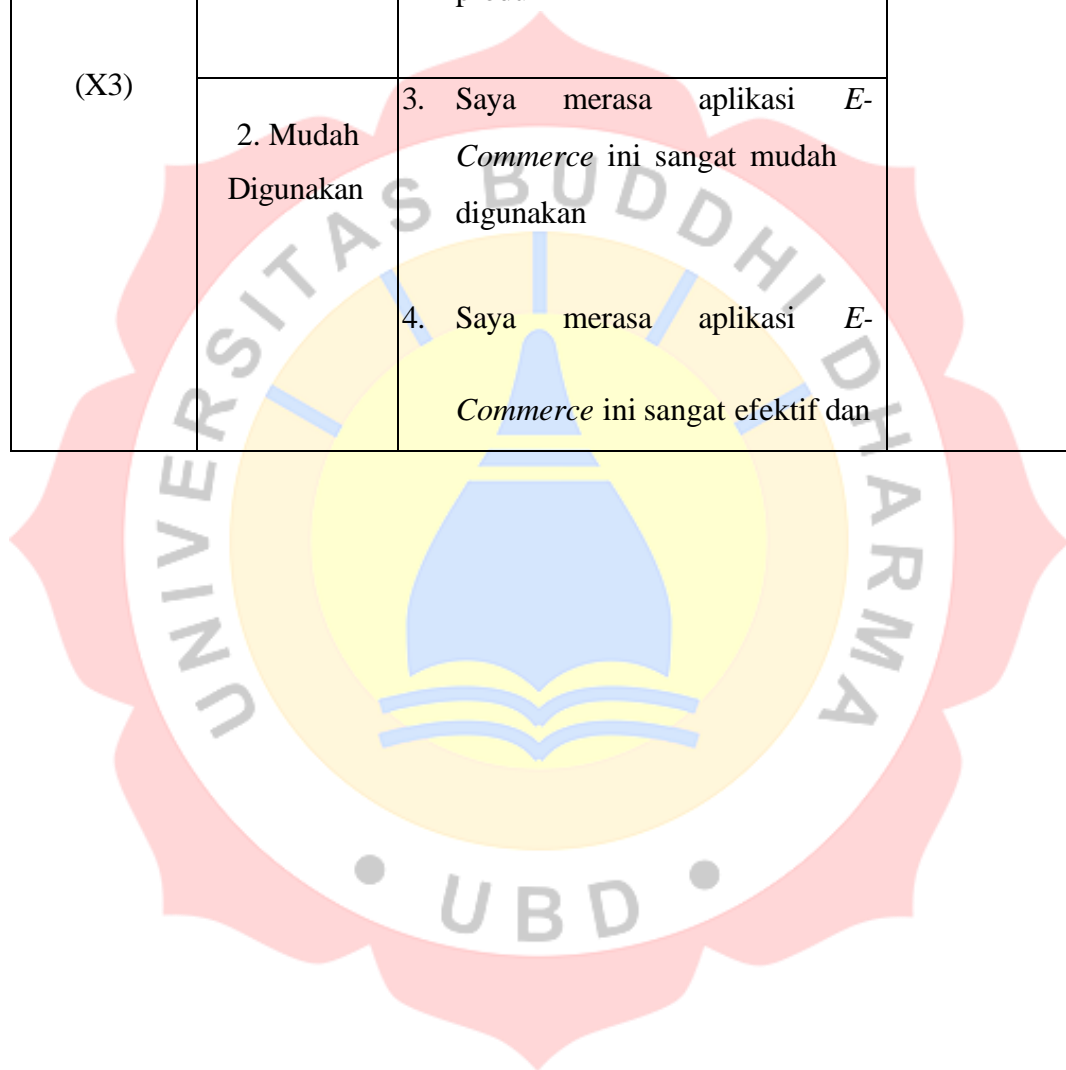 (X3)
2. Mudah
Digunakan
3. Saya merasa aplikasi E-
Commerce ini sangat mudah
digunakan
4. Saya merasa aplikasi E-
Commerce ini sangat efektif dan
UNIVERSITAS BUDDHI DHARMA
• UBD •